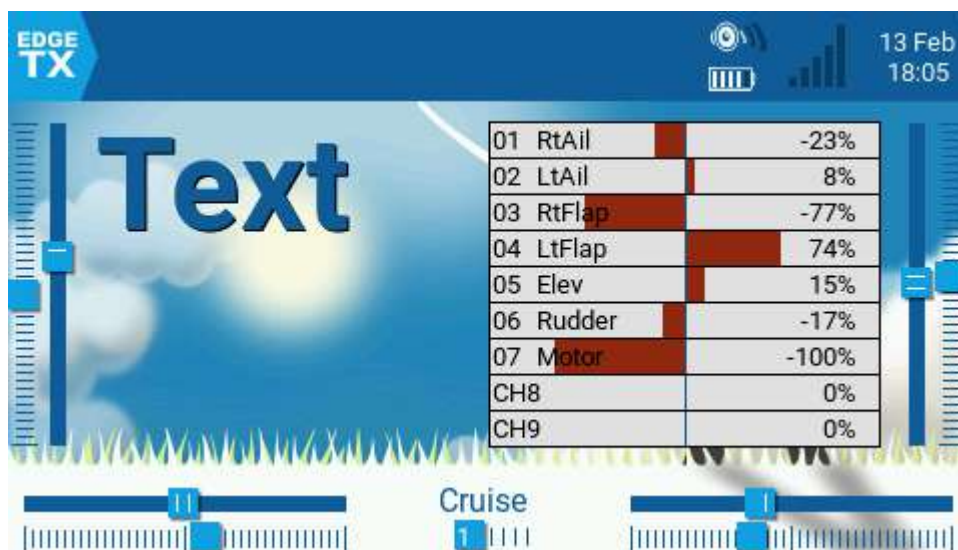 EDGE
TX
13 Feb
18:05
Text
01 RtAil -23%
02 LtAil 8%
03 RtFlap -77%
04 LtFlap 74%
05 Elev 15%
06 Rudder -17%
07 Motor -100%
CH8 0%
CH9 0%
Cruise
1